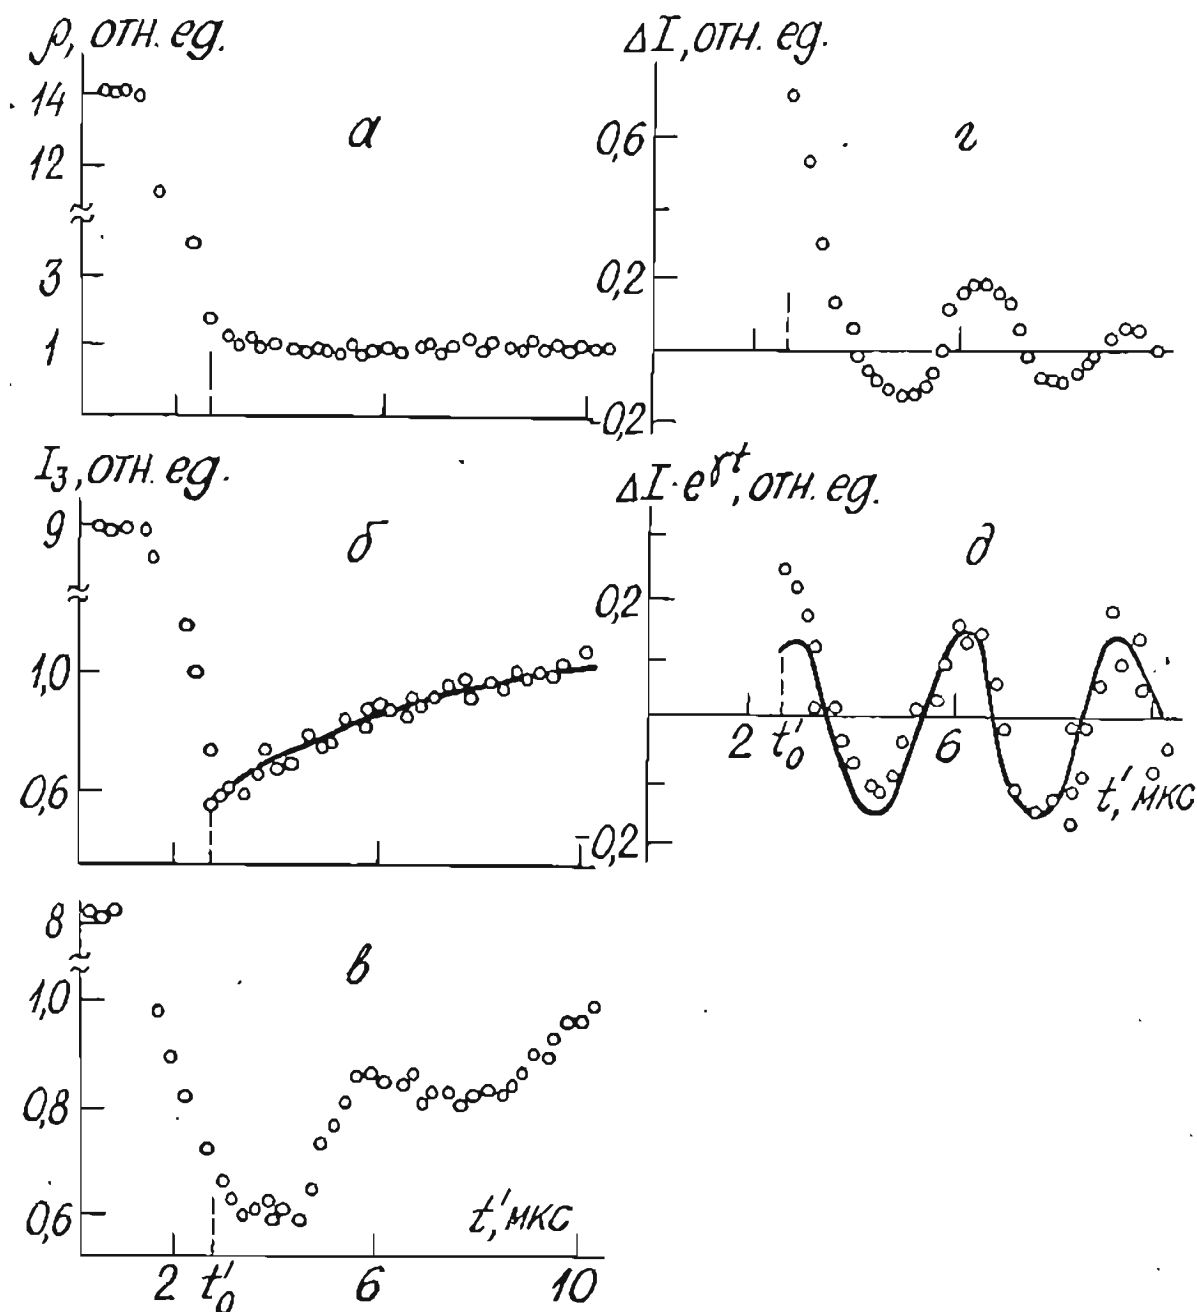 ρ, отн. ед.
14
12
3
1
а
ΔI, отн. ед.
0,6
0,2
-0,2
г
I₃, отн. ед.
9
1,0
0,6
б
ΔI·e^γt, отн. ед.
0,2
-0,2
д
2 t'₀ 6
t', мкс
8
1,0
0,8
0,6
в
t', мкс
2 t'₀ 6 10